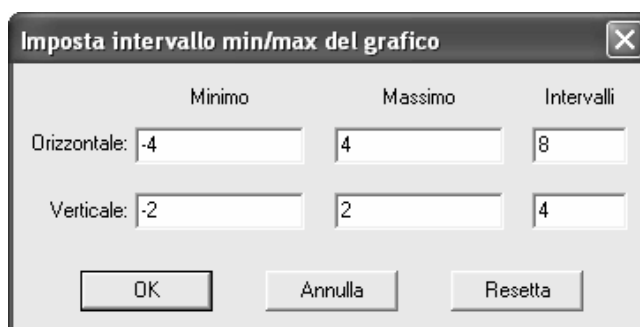 Imposta intervallo min/max del grafico
Minimo Massimo Intervalli
Orizzontale: -4 4 8
Verticale: -2 2 4
OK Annulla Resetta